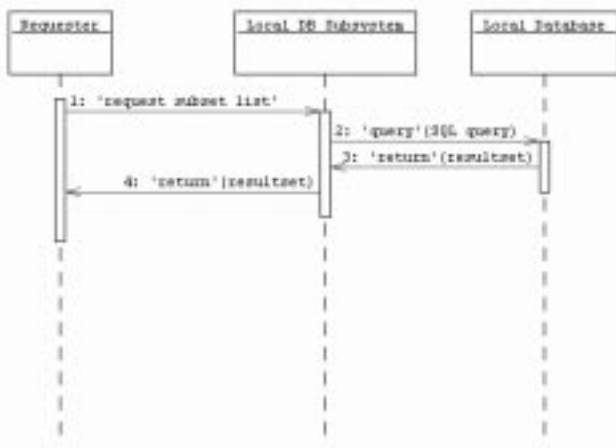 Requester
Local DB Subsystem
Local Database
1: 'request subset list'
2: 'query'(SQL query)
3: 'return'(resultset)
4: 'return'(resultset)